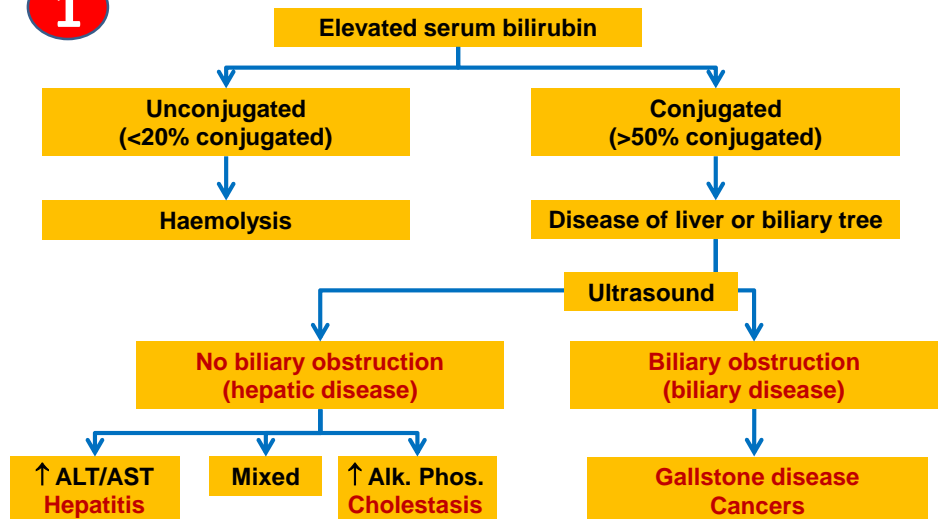 1
Elevated serum bilirubin
Unconjugated
(<20% conjugated)
Conjugated
(>50% conjugated)
Haemolysis
Disease of liver or biliary tree
Ultrasound
No biliary obstruction
(hepatic disease)
Biliary obstruction
(biliary disease)
↑ ALT/AST
Hepatitis
Mixed
↑ Alk. Phos.
Cholestasis
Gallstone disease
Cancers